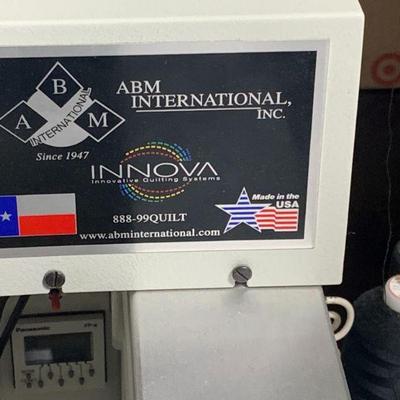 A B M
INTERNATIONAL
Since 1947
ABM
INTERNATIONAL,
INC.
INNOVA
Innovative Quilting Systems
888-99QUILT
www.abminternational.com
Made in the
USA
Panasonic